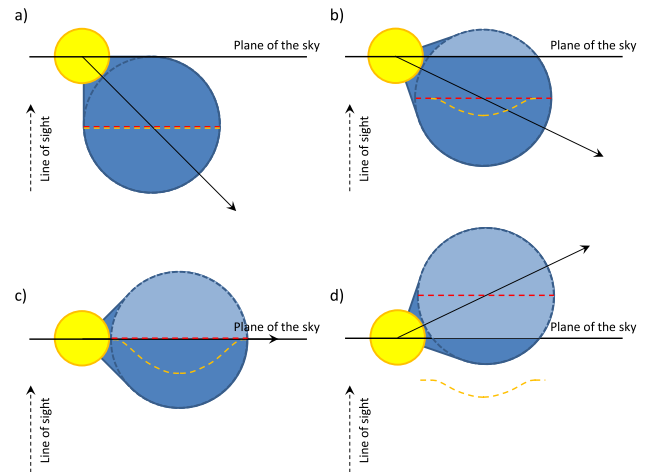 a)
Plane of the sky
Line of sight
b)
Plane of the sky
Line of sight
c)
Plane of the sky
Line of sight
d)
Plane of the sky
Line of sight